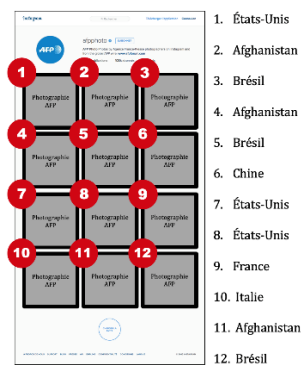 Instagram
AFP
afpphoto
1
2
3
Photographie
AFP
Photographie
AFP
Photographie
AFP
4
5
6
Photographie
AFP
Photographie
AFP
Photographie
AFP
7
8
9
Photographie
AFP
Photographie
AFP
Photographie
AFP
10
11
12
Photographie
AFP
Photographie
AFP
Photographie
AFP
1. États-Unis
2. Afghanistan
3. Brésil
4. Afghanistan
5. Brésil
6. Chine
7. États-Unis
8. États-Unis
9. France
10. Italie
11. Afghanistan
12. Brésil